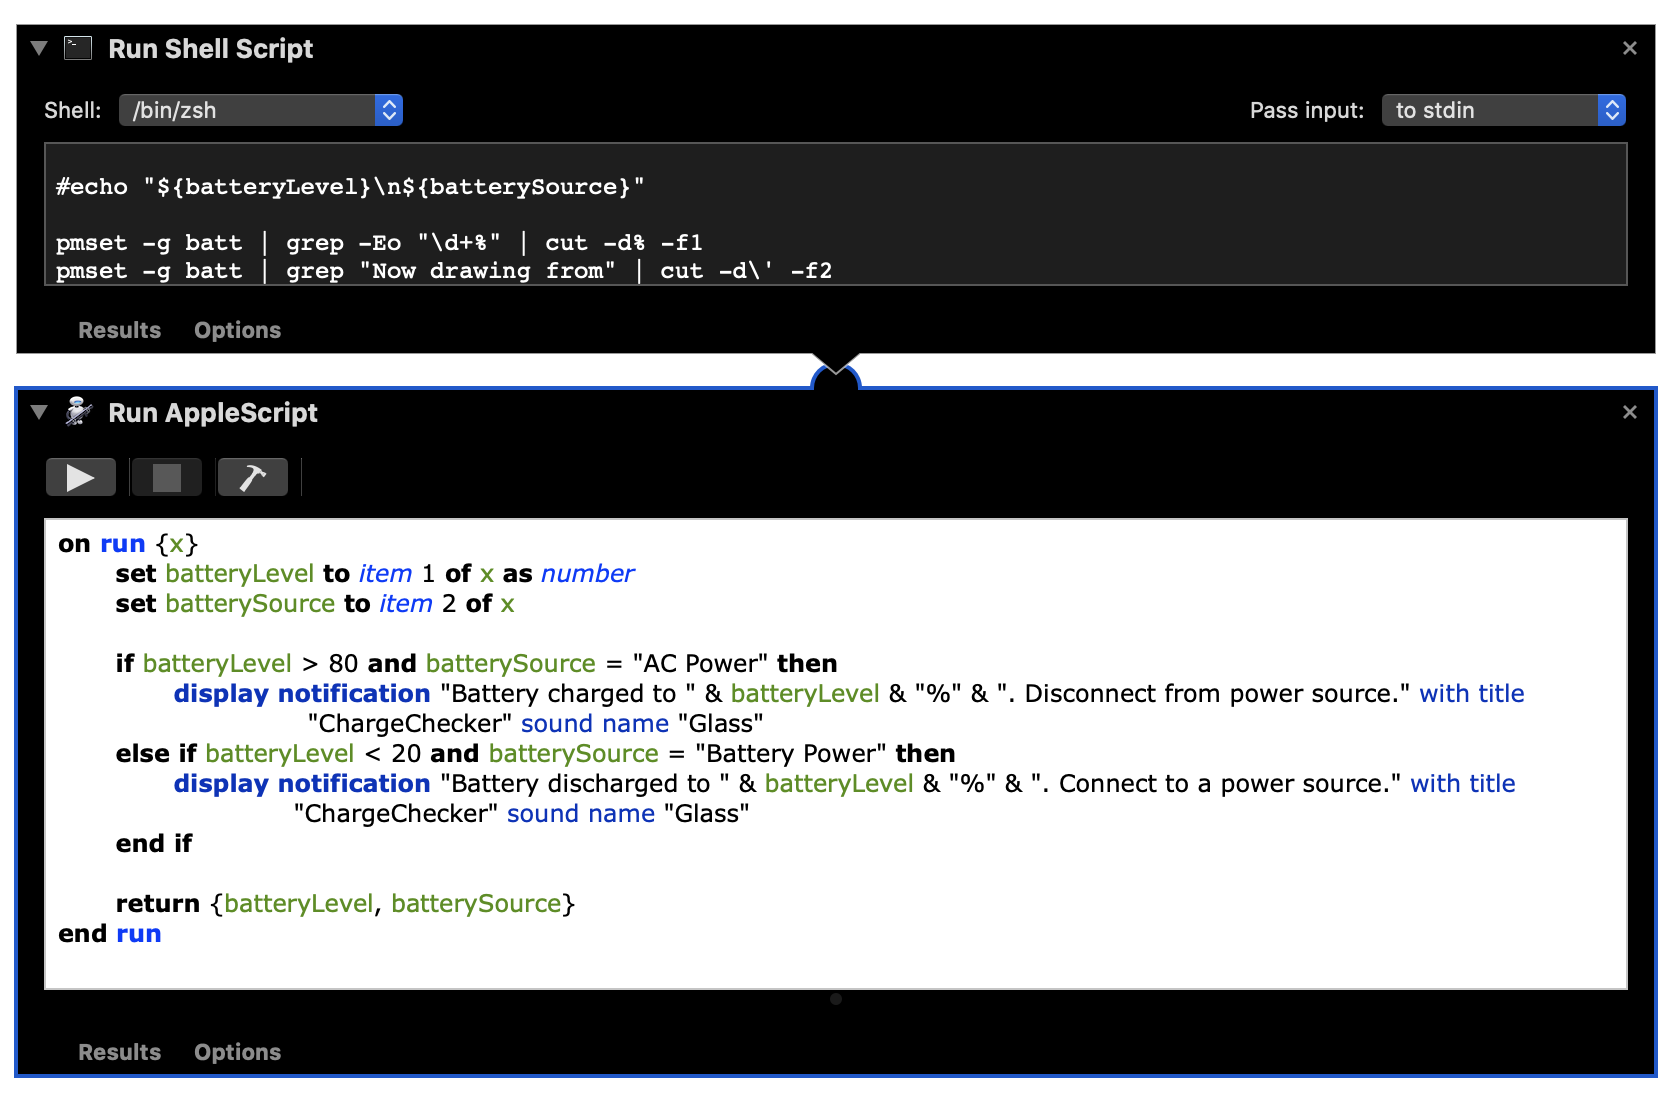 Run Shell Script
Shell: /bin/zsh Pass input: to stdin
#echo "${batteryLevel}\n${batterySource}"
pmset -g batt | grep -Eo "\d+%" | cut -d% -f1
pmset -g batt | grep "Now drawing from" | cut -d\' -f2
Results Options
Run AppleScript
on run {x}
set batteryLevel to item 1 of x as number
set batterySource to item 2 of x
if batteryLevel > 80 and batterySource = "AC Power" then
display notification "Battery charged to " & batteryLevel & "%" & ". Disconnect from power source." with title
"ChargeChecker" sound name "Glass"
else if batteryLevel < 20 and batterySource = "Battery Power" then
display notification "Battery discharged to " & batteryLevel & "%" & ". Connect to a power source." with title
"ChargeChecker" sound name "Glass"
end if
return {batteryLevel, batterySource}
end run
Results Options